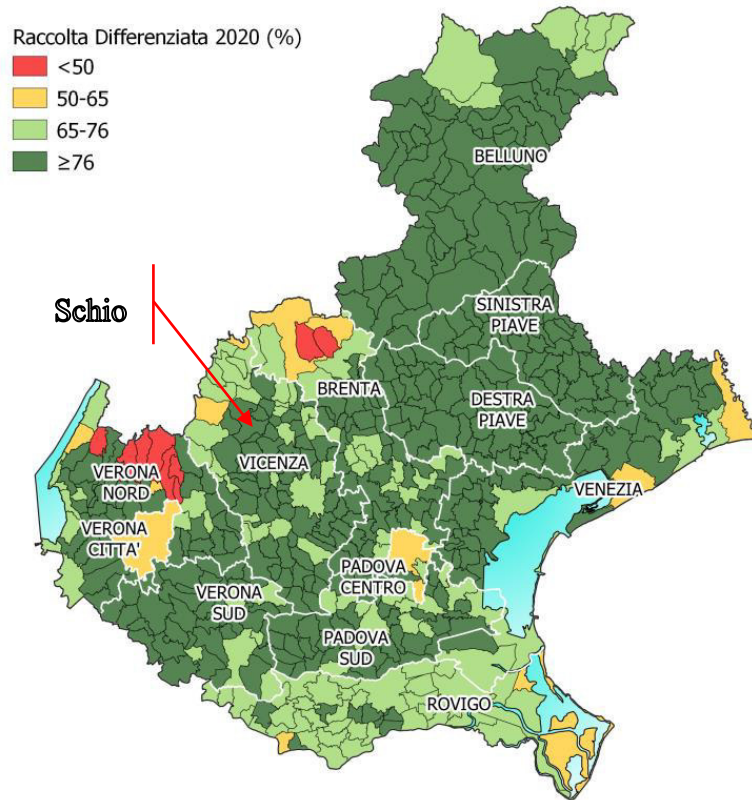 Raccolta Differenziata 2020 (%)
<50
50-65
65-76
≥76
BELLUNO
Schio
SINISTRA
PIAVE
BRENTA
DESTRA
PIAVE
VICENZA
VERONA
NORD
VENEZIA
VERONA
CITTA'
PADOVA
CENTRO
VERONA
SUD
PADOVA
SUD
ROVIGO